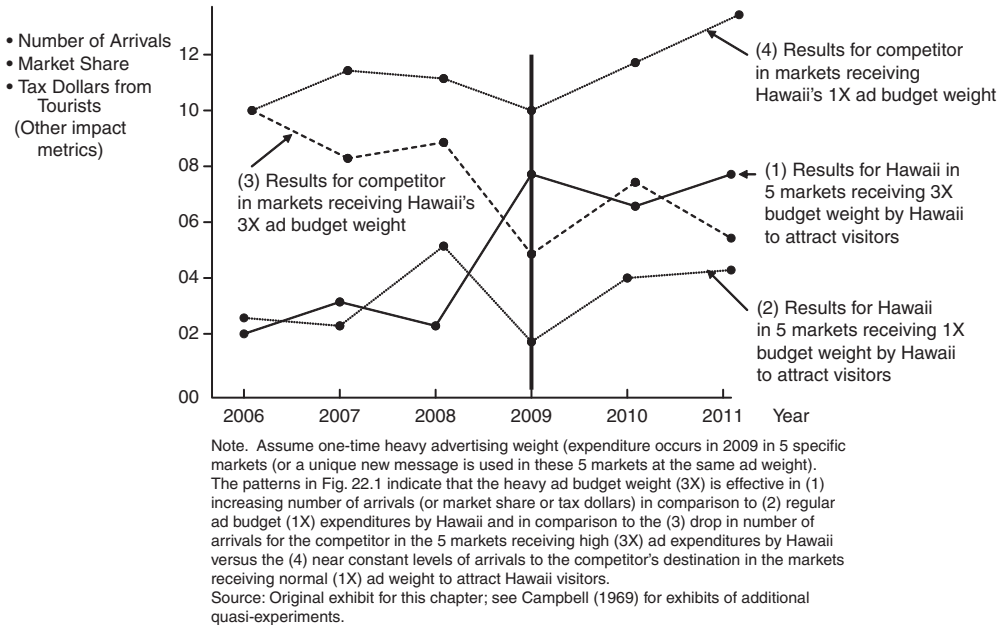 • Number of Arrivals
• Market Share
• Tax Dollars from
Tourists
(Other impact
metrics)
12
10
08
06
04
02
00
(4) Results for competitor
in markets receiving
Hawaii's 1X ad budget weight
(3) Results for competitor
in markets receiving Hawaii's
3X ad budget weight
(1) Results for Hawaii in
5 markets receiving 3X
budget weight by Hawaii
to attract visitors
(2) Results for Hawaii
in 5 markets receiving 1X
budget weight by Hawaii
to attract visitors
2006 2007 2008 2009 2010 2011 Year
Note. Assume one-time heavy advertising weight (expenditure occurs in 2009 in 5 specific
markets (or a unique new message is used in these 5 markets at the same ad weight).
The patterns in Fig. 22.1 indicate that the heavy ad budget weight (3X) is effective in (1)
increasing number of arrivals (or market share or tax dollars) in comparison to (2) regular
ad budget (1X) expenditures by Hawaii and in comparison to the (3) drop in number of
arrivals for the competitor in the 5 markets receiving high (3X) ad expenditures by Hawaii
versus the (4) near constant levels of arrivals to the competitor's destination in the markets
receiving normal (1X) ad weight to attract Hawaii visitors.
Source: Original exhibit for this chapter; see Campbell (1969) for exhibits of additional
quasi-experiments.